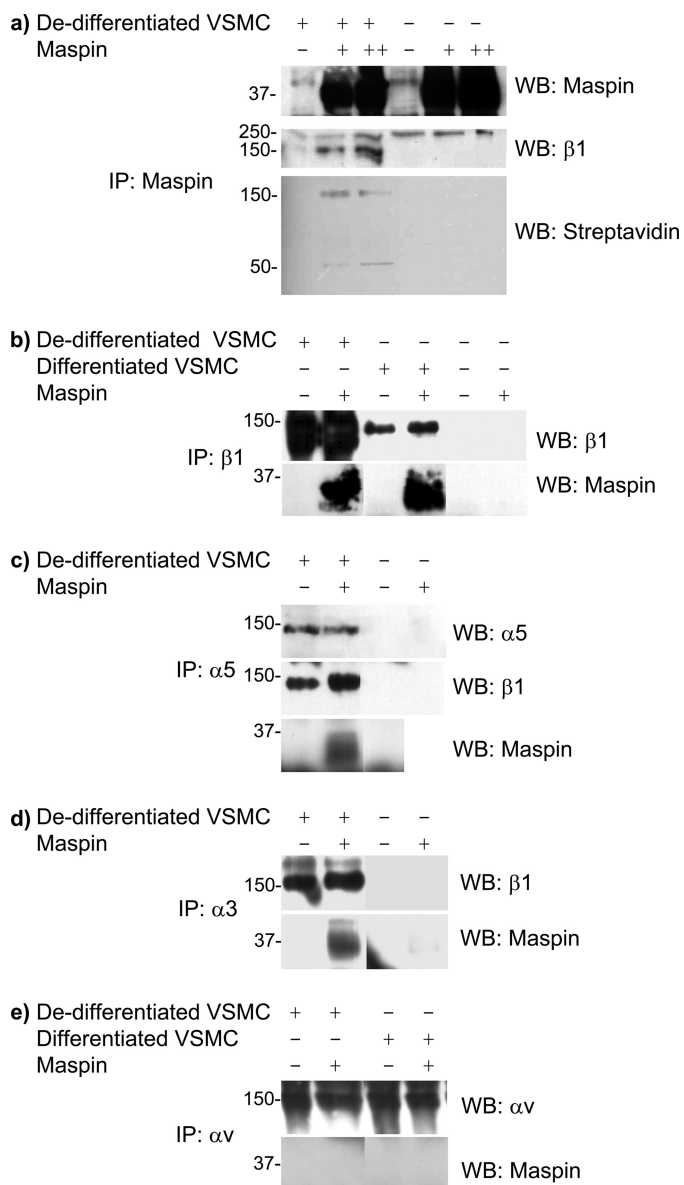 a) De-differentiated VSMC + + + – – –
Maspin – + ++ – + ++
37- WB: Maspin
250-
150- WB: β1
IP: Maspin
150-
WB: Streptavidin
50-
b) De-differentiated VSMC + + – – – –
Differentiated VSMC – – + + – –
Maspin – + – + – +
150- WB: β1
IP: β1
37- WB: Maspin
c) De-differentiated VSMC + + – –
Maspin – + – +
150- WB: α5
IP: α5
150- WB: β1
37- WB: Maspin
d) De-differentiated VSMC + + – –
Maspin – + – +
150- WB: β1
IP: α3
37- WB: Maspin
e) De-differentiated VSMC + + – –
Differentiated VSMC – – + +
Maspin – + – +
150- WB: αv
IP: αv
37- WB: Maspin